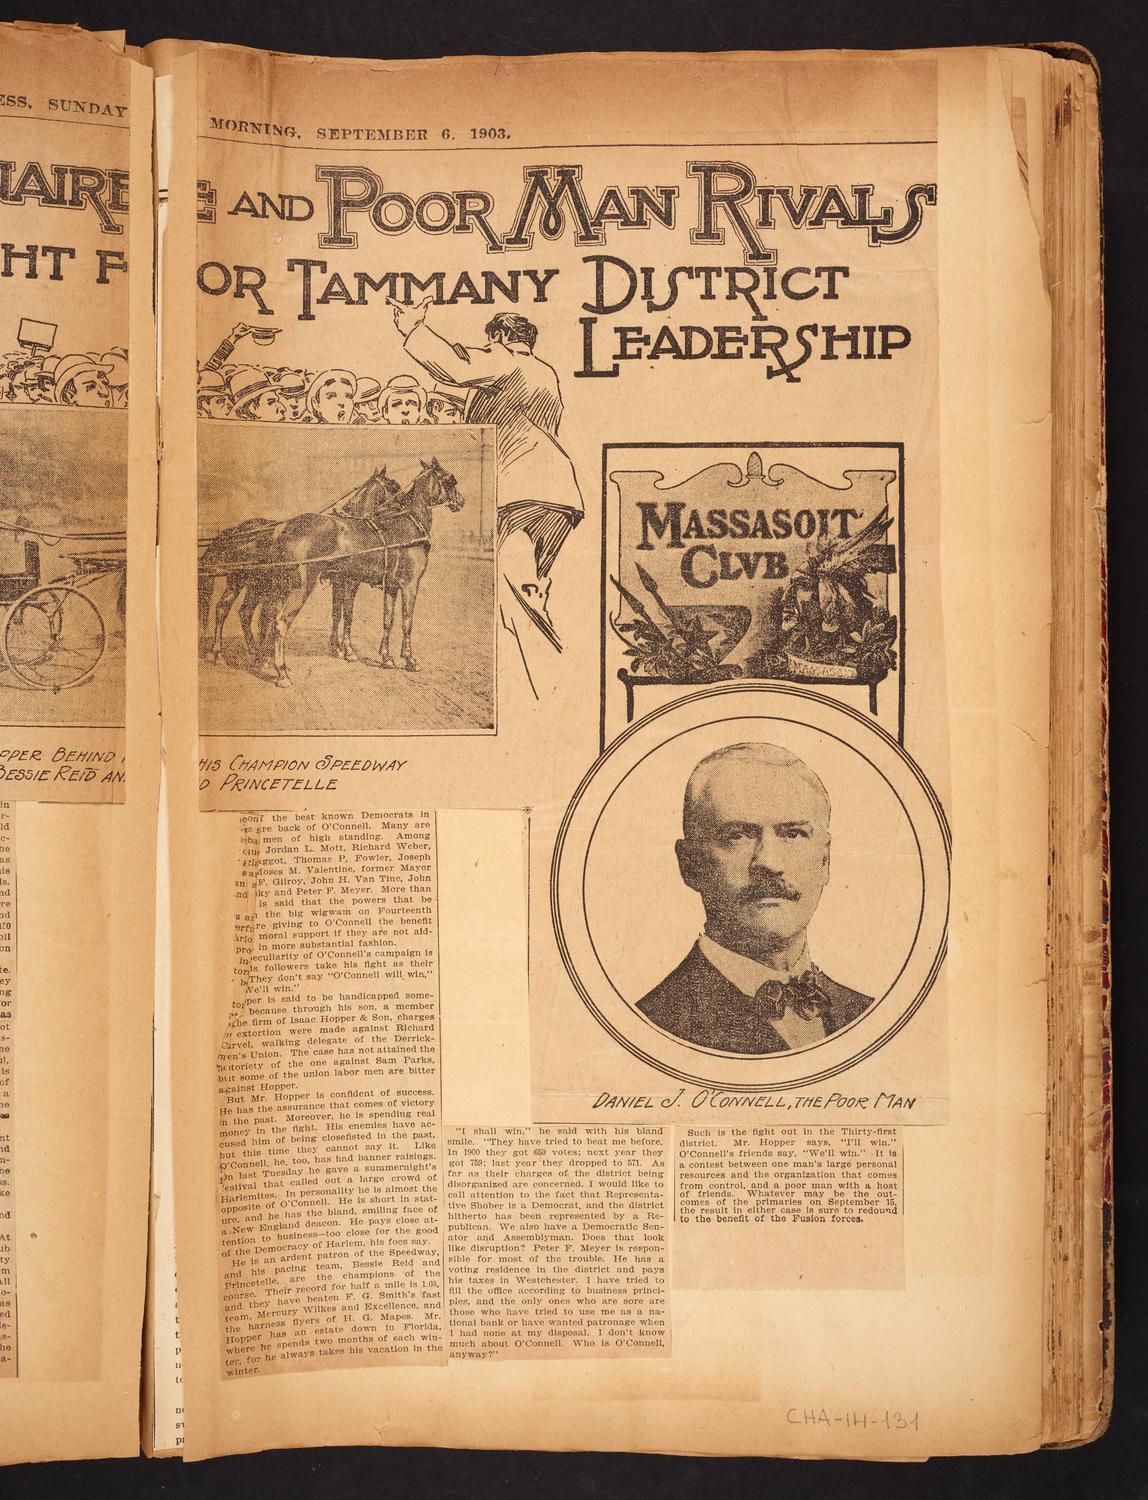 ESS, SUNDAY MORNING, SEPTEMBER 6, 1903.
AIRE AND POOR MAN RIVALS
HT FOR TAMMANY DISTRICT
LEADERSHIP
MASSASOIT
CLVB
MASSAS
OPPER BEHIND HIS CHAMPION SPEEDWAY
BESSIE REID AND PRINCETELLE
DANIEL J. O'CONNELL, THE POOR MAN
the best known Democrats in
are back of O'Connell. Many are
men of high standing. Among
Jordan L. Mott, Richard Weber,
Thomas P. Fowler, Joseph
Moses M. Valentine, former Mayor
F. Gilroy, John H. Van Tine, John
and Peter F. Meyer. More than
is said that the powers that be
the big wigwam on Fourteenth
are giving to O'Connell the benefit
moral support if they are not aid-
in more substantial fashion.
peculiarity of O'Connell's campaign is
followers take his fight as their
They don't say "O'Connell will win,"
We'll win."
per is said to be handicapped some-
because through his son, a member
the firm of Isaac Hopper & Son, charges
extortion were made against Richard
Carvel, walking delegate of the Derrick-
men's Union. The case has not attained the
notoriety of the one against Sam Parks,
but some of the union labor men are bitter
against Hopper.
But Mr. Hopper is confident of success.
He has the assurance that comes of victory
in the past. Moreover, he is spending real
money in the fight. His enemies have ac-
cused him of being closefisted in the past,
but this time they cannot say it. Like
O'Connell, he, too, has had banner raisings.
On last Tuesday he gave a summernight's
festival that called out a large crowd of
Harlemites. In personality he is almost the
opposite of O'Connell. He is short in stat-
ure, and he has the bland, smiling face of
a New England deacon. He pays close at-
tention to business—too close for the good
of the Democracy of Harlem, his foes say.
He is an ardent patron of the Speedway,
and his pacing team, Bessie Reid and
Princetelle, are the champions of the
course. Their record for half a mile is 1.03,
and they have beaten F. G. Smith's fast
team, Mercury Wilkes and Excellence, and
the harness flyers of H. G. Mapes. Mr.
Hopper has an estate down in Florida,
where he spends two months of each win-
ter, for he always takes his vacation in the
winter.
"I shall win," he said with his bland
smile. "They have tried to beat me before.
In 1900 they got 659 votes; next year they
got 759; last year they dropped to 571. As
far as their charges of the district being
disorganized are concerned, I would like to
call attention to the fact that Representa-
tive Shober is a Democrat, and the district
hitherto has been represented by a Re-
publican. We also have a Democratic Sen-
ator and Assemblyman. Does that look
like disruption? Peter F. Meyer is respon-
sible for most of the trouble. He has a
voting residence in the district and pays
his taxes in Westchester. I have tried to
fill the office according to business princi-
ples, and the only ones who are sore are
those who have tried to use me as a na-
tional bank or have wanted patronage when
I had none at my disposal. I don't know
much about O'Connell. Who is O'Connell,
anyway?"
Such is the fight out in the Thirty-first
district. Mr. Hopper says, "I'll win."
O'Connell's friends say, "We'll win." It is
a contest between one man's large personal
resources and the organization that comes
from control, and a poor man with a host
of friends. Whatever may be the out-
comes of the primaries on September 15,
the result in either case is sure to redound
to the benefit of the Fusion forces.
CHA-IH-131